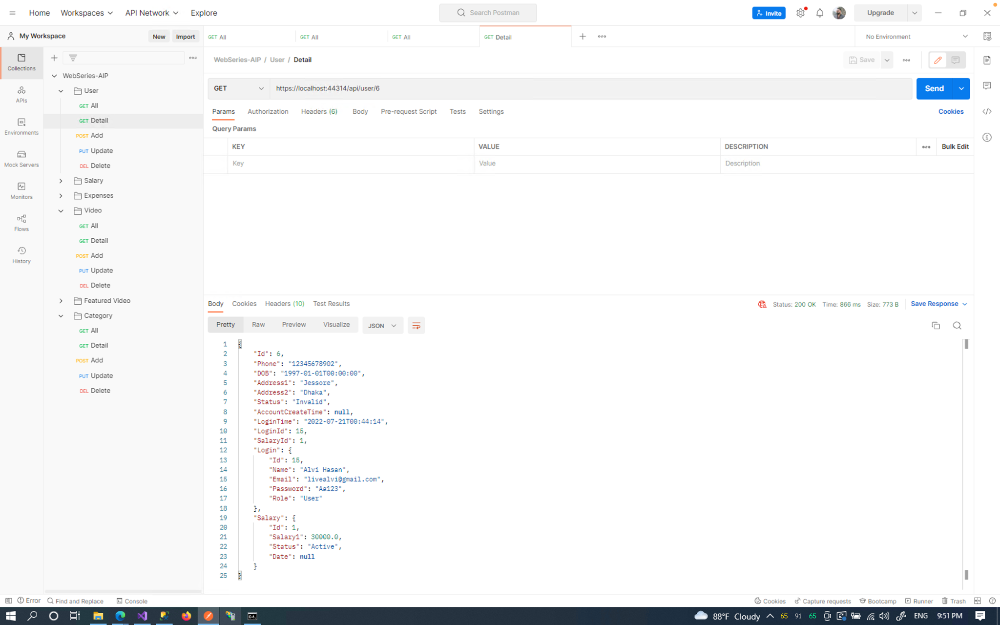 Home Workspaces API Network Explore Search Postman Invite Upgrade
My Workspace New Import GET All GET All GET All GET Detail No Environment
Collections
APIs
Environments
Mock Servers
Monitors
Flows
History
WebSeries-AIP
User
GET All
GET Detail
POST Add
PUT Update
DEL Delete
Salary
Expenses
Video
GET All
GET Detail
POST Add
PUT Update
DEL Delete
Featured Video
Category
GET All
GET Detail
POST Add
PUT Update
DEL Delete
WebSeries-AIP / User / Detail Save
GET https://localhost:44314/api/user/6 Send
Params Authorization Headers (6) Body Pre-request Script Tests Settings Cookies
Query Params
KEY VALUE DESCRIPTION Bulk Edit
Key Value Description
Body Cookies Headers (10) Test Results Status: 200 OK Time: 866 ms Size: 773 B Save Response
Pretty Raw Preview Visualize JSON
1 {
2 "Id": 6,
3 "Phone": "12345678902",
4 "DOB": "1997-01-01T00:00:00",
5 "Address1": "Jessore",
6 "Address2": "Dhaka",
7 "Status": "Invalid",
8 "AccountCreateTime": null,
9 "LoginTime": "2022-07-21T00:44:14",
10 "LoginId": 15,
11 "SalaryId": 1,
12 "Login": {
13 "Id": 15,
14 "Name": "Alvi Hasan",
15 "Email": "livealvi@gmail.com",
16 "Password": "Aa123",
17 "Role": "User"
18 },
19 "Salary": {
20 "Id": 1,
21 "Salary1": 30000.0,
22 "Status": "Active",
23 "Date": null
24 }
25 }
Error Find and Replace Console Cookies Capture requests Bootcamp Runner Trash
88°F Cloudy 65 91 65 ENG 9:51 PM